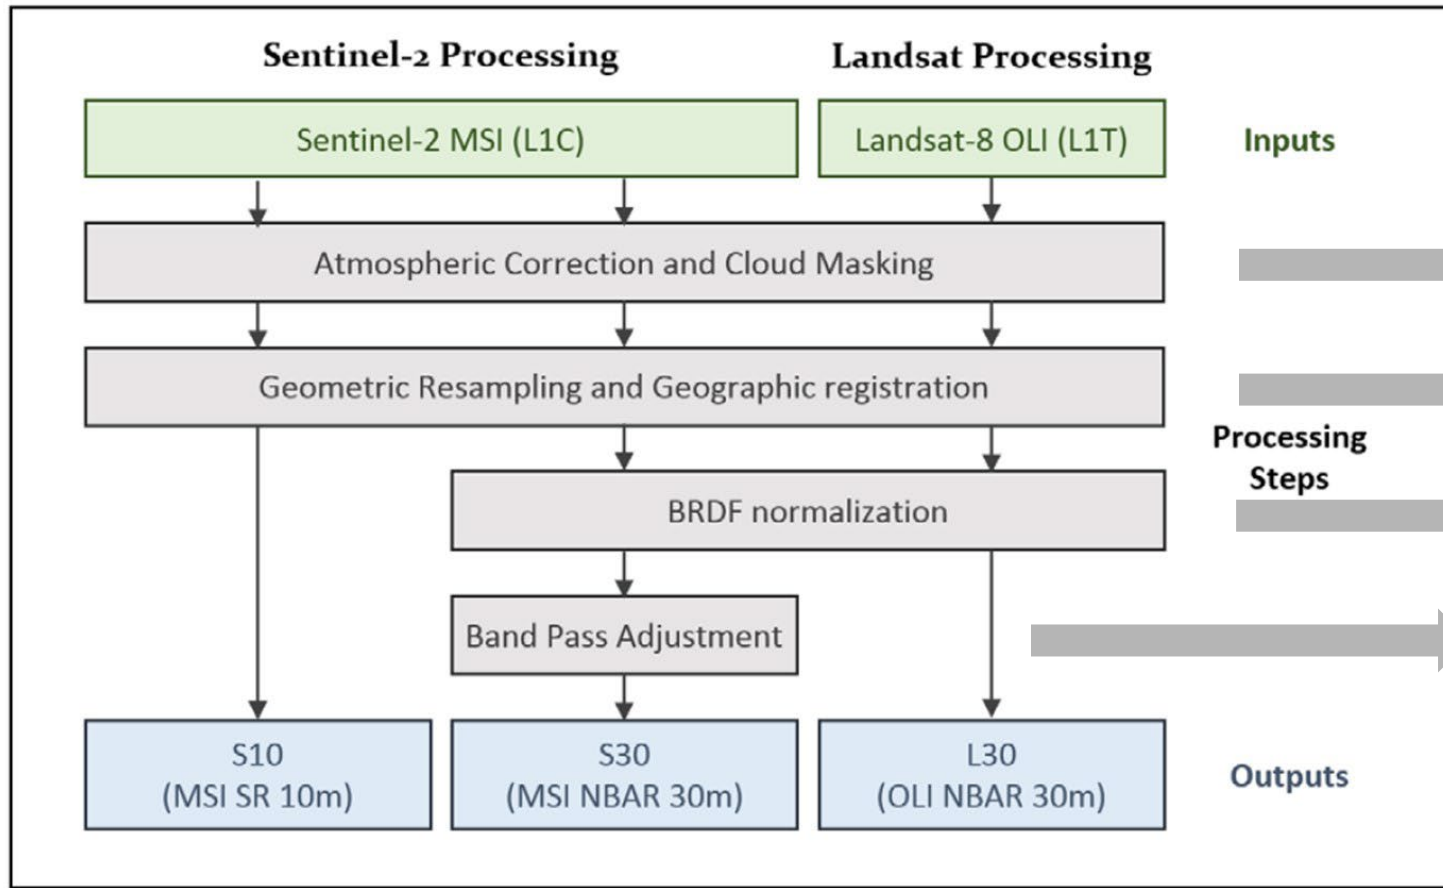 Sentinel-2 Processing
Landsat Processing
Sentinel-2 MSI (L1C)
Landsat-8 OLI (L1T)
Inputs
Atmospheric Correction and Cloud Masking
Geometric Resampling and Geographic registration
Processing
Steps
BRDF normalization
Band Pass Adjustment
S10
(MSI SR 10m)
S30
(MSI NBAR 30m)
L30
(OLI NBAR 30m)
Outputs